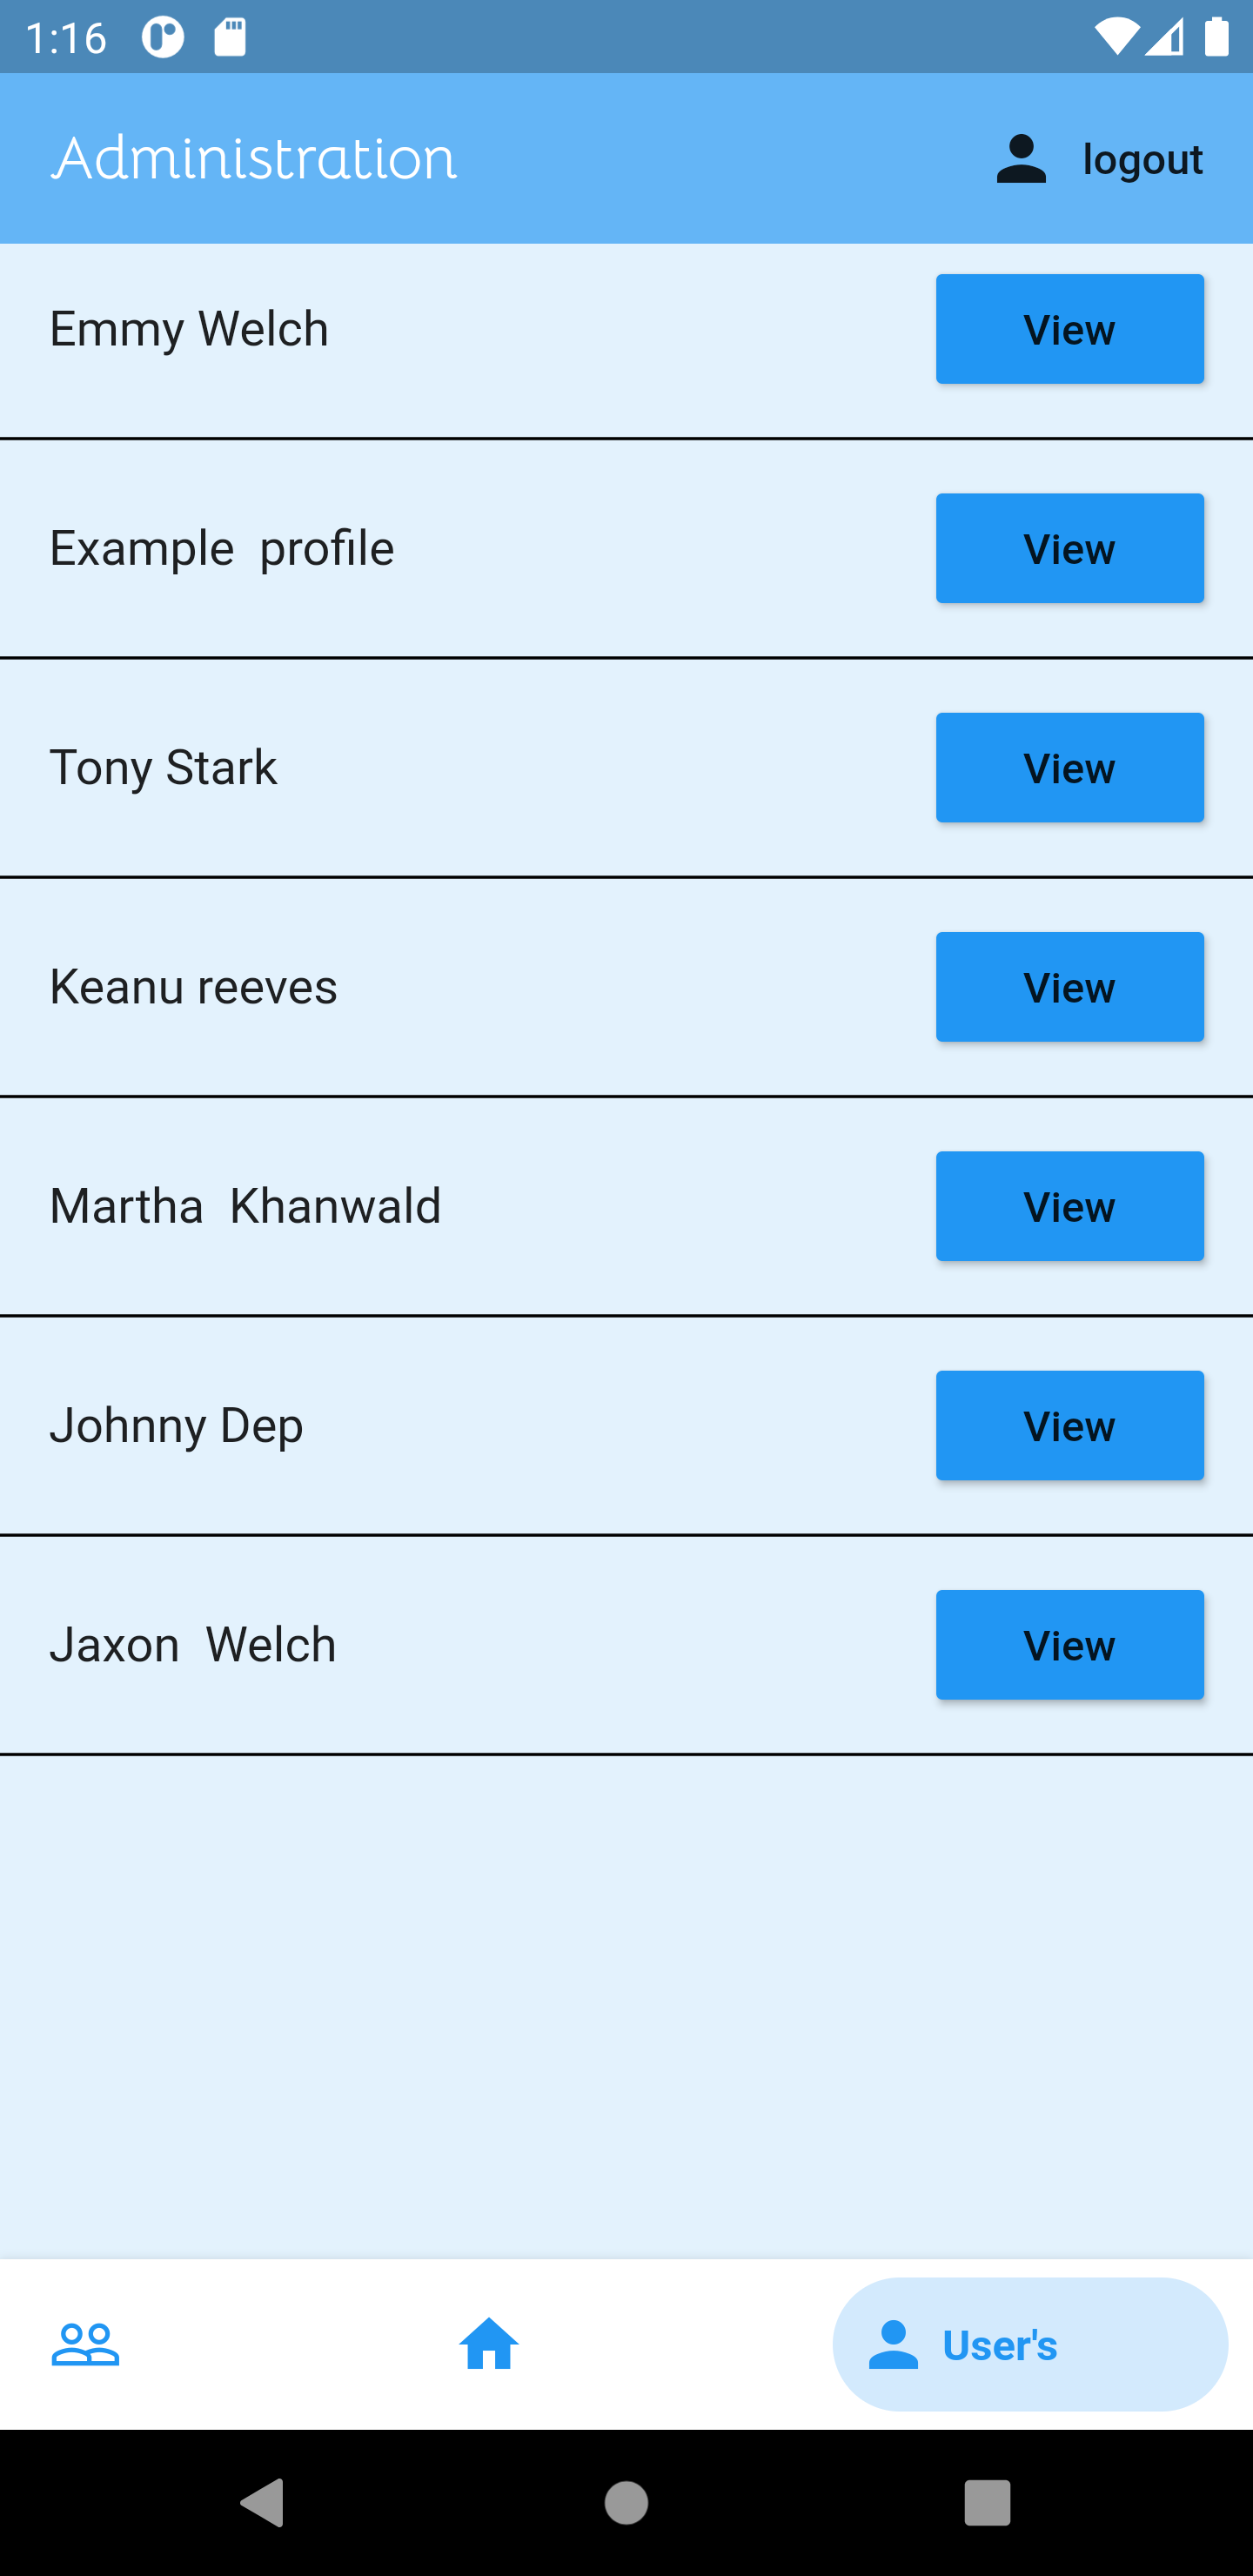 1:16
Administration logout
Emmy Welch View
Example  profile View
Tony Stark View
Keanu reeves View
Martha  Khanwald View
Johnny Dep View
Jaxon  Welch View
User's